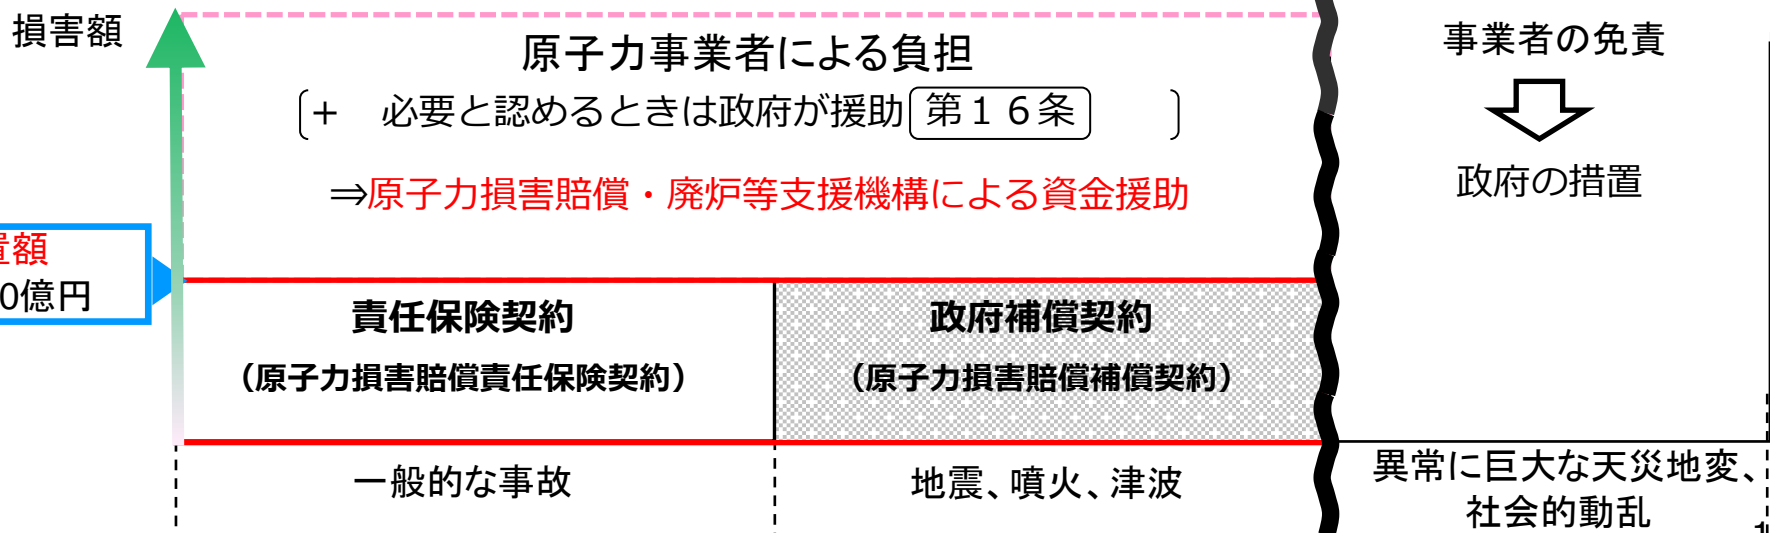 損害額
原子力事業者による負担
+ 必要と認めるときは政府が援助 第16条
⇒原子力損害賠償・廃炉等支援機構による資金援助
事業者の免責
政府の措置
置額
0億円
責任保険契約
(原子力損害賠償責任保険契約)
政府補償契約
(原子力損害賠償補償契約)
一般的な事故
地震、噴火、津波
異常に巨大な天災地変、
社会的動乱